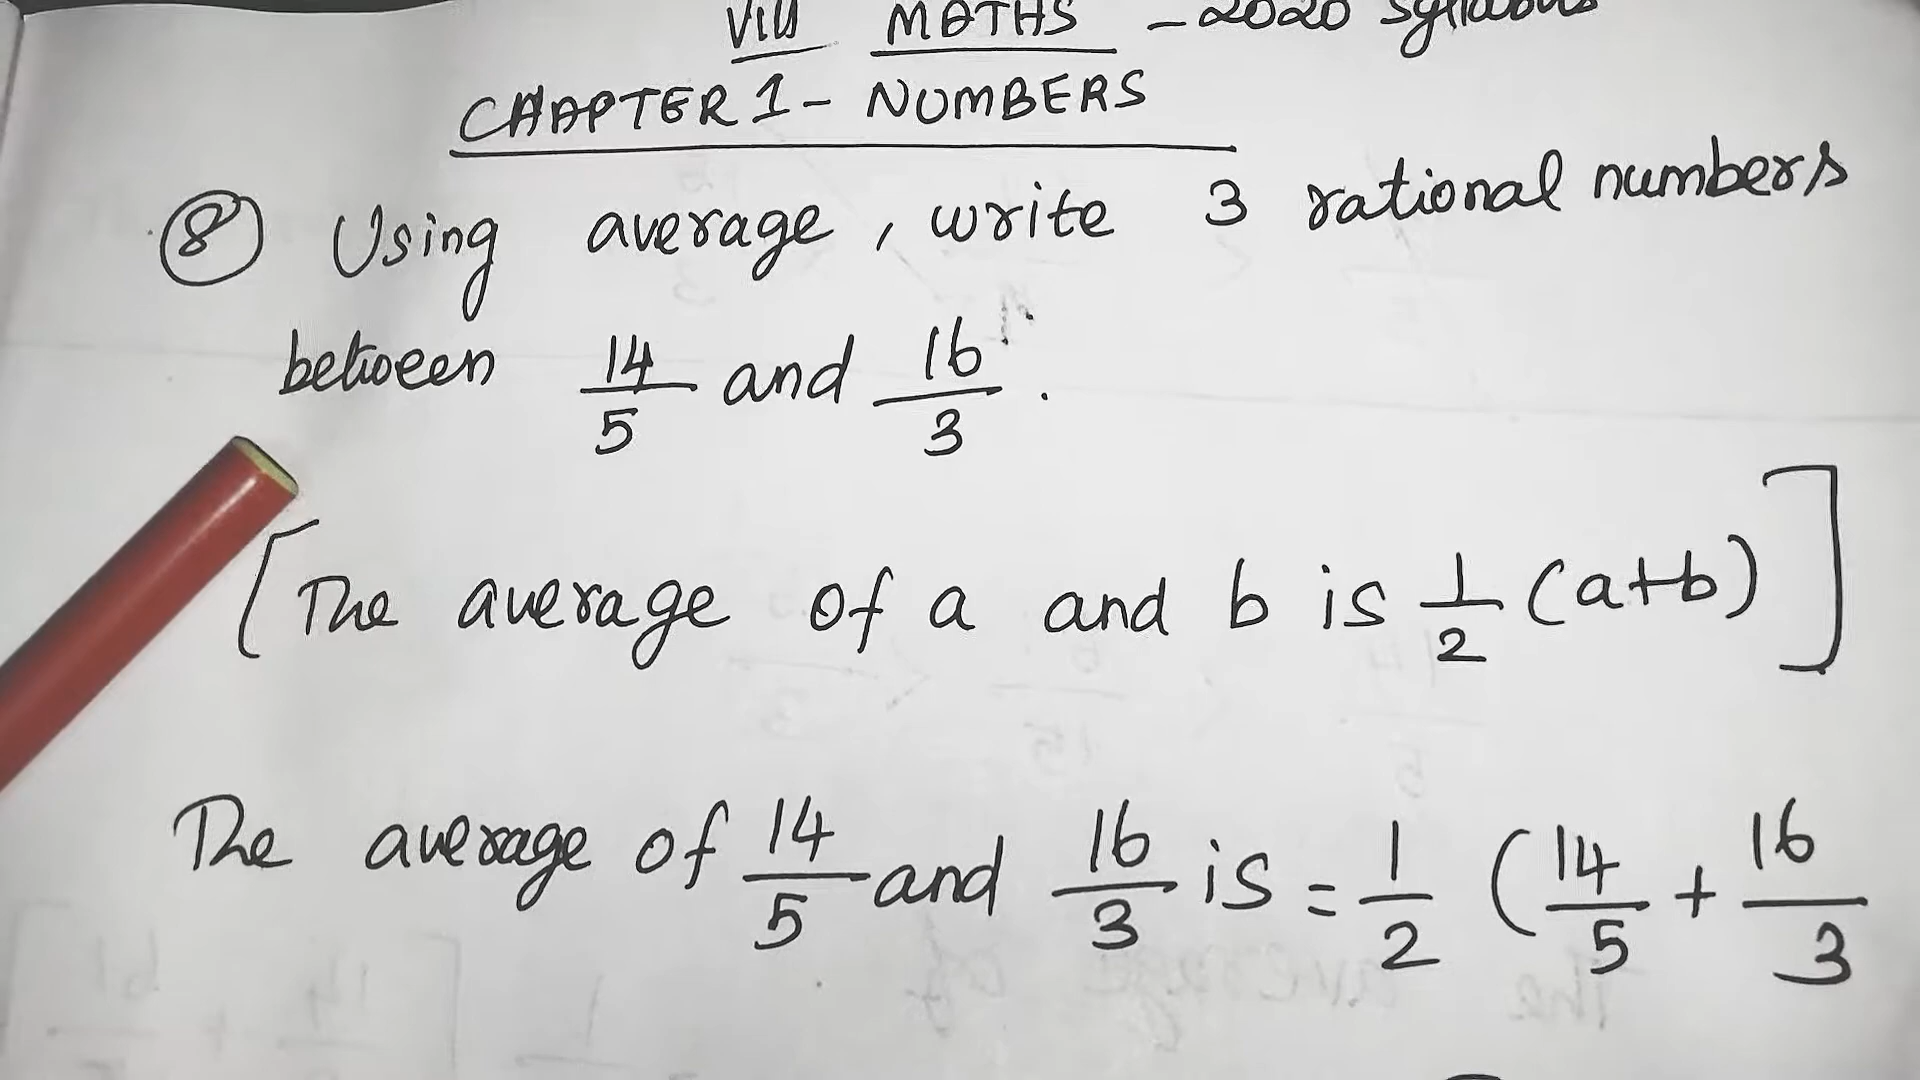 VIII MATHS - 2020 Syllabus
CHAPTER 1 - NUMBERS
8 Using average, write 3 rational numbers
between 14/5 and 16/3.
[The average of a and b is 1/2 (a+b)]
The average of 14/5 and 16/3 is = 1/2 (14/5 + 16/3